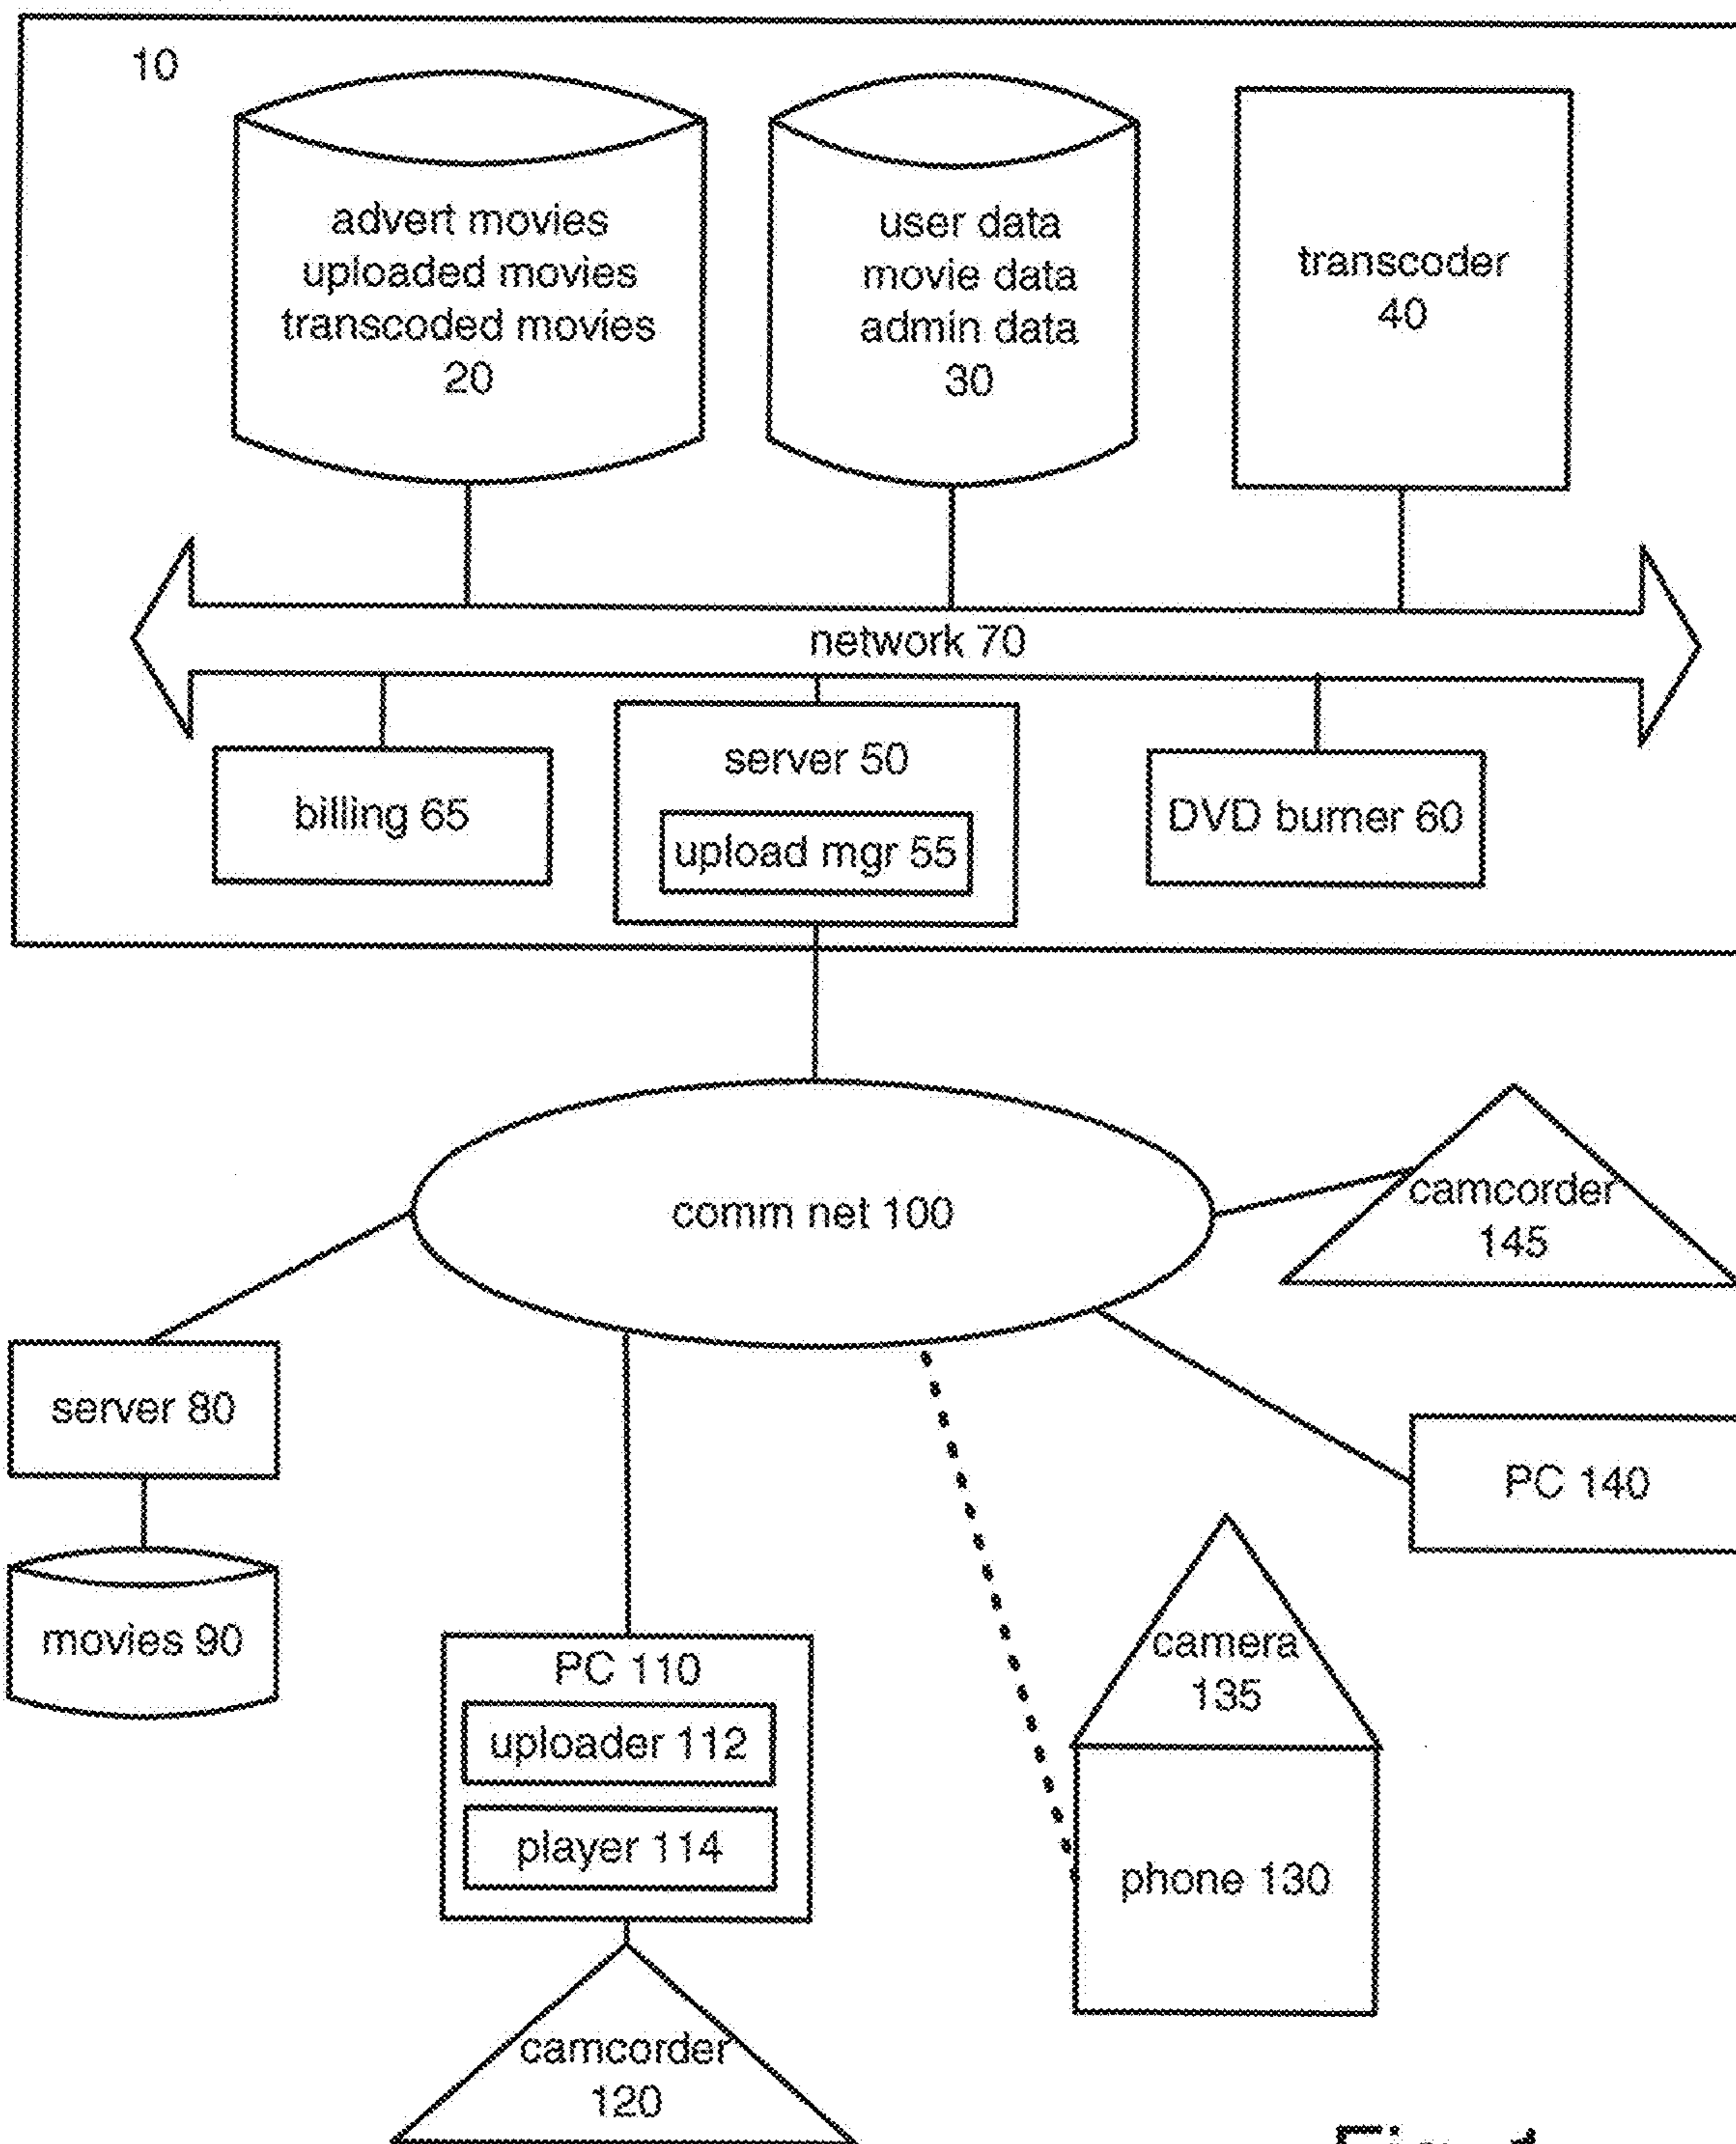 10
advert movies
uploaded movies
transcoded movies
20
user data
movie data
admin data
30
transcoder
40
network 70
billing 65
server 50
upload mgr 55
DVD burner 60
comm net 100
camcorder
145
server 80
PC 140
movies 90
camera
135
PC 110
uploader 112
player 114
phone 130
camcorder
120